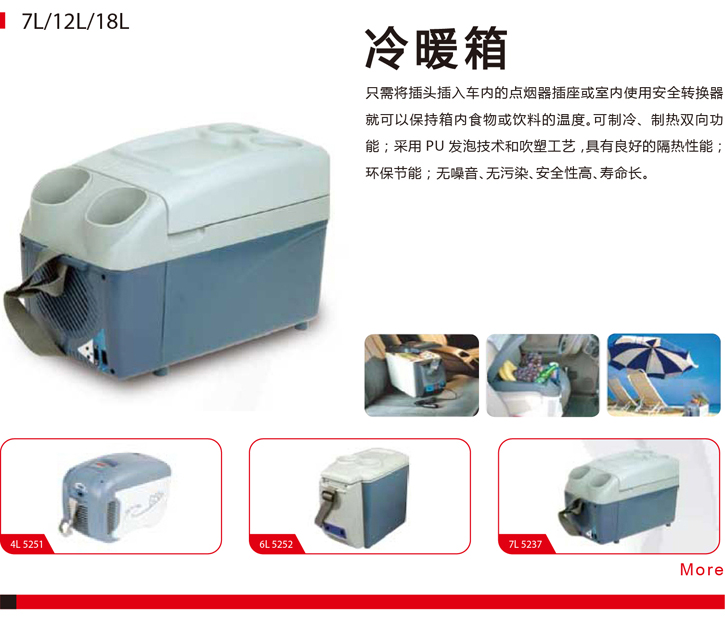 7L/12L/18L
冷暖箱
只需将插头插入车内的点烟器插座或室内使用安全转换器
就可以保持箱内食物或饮料的温度。可制冷、制热双向功
能；采用 PU 发泡技术和吹塑工艺，具有良好的隔热性能；
环保节能；无噪音、无污染、安全性高、寿命长。
4L 5251
6L 5252
7L 5237
More